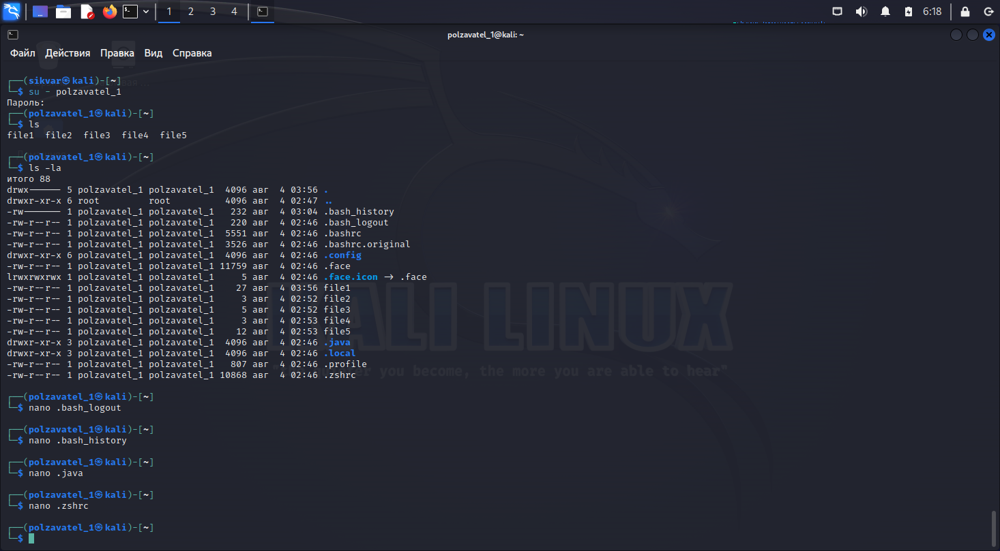 1 2 3 4 6:18
polzavatel_1@kali: ~
Файл Действия Правка Вид Справка
┌──(sikvar㉿kali)-[~]
└─$ su - polzavatel_1
Пароль:
┌──(polzavatel_1㉿kali)-[~]
└─$ ls
file1 file2 file3 file4 file5
┌──(polzavatel_1㉿kali)-[~]
└─$ ls -la
итого 88
drwx------ 5 polzavatel_1 polzavatel_1 4096 авг 4 03:56 .
drwxr-xr-x 6 root root 4096 авг 4 02:47 ..
-rw------- 1 polzavatel_1 polzavatel_1 232 авг 4 03:04 .bash_history
-rw-r--r-- 1 polzavatel_1 polzavatel_1 220 авг 4 02:46 .bash_logout
-rw-r--r-- 1 polzavatel_1 polzavatel_1 5551 авг 4 02:46 .bashrc
-rw-r--r-- 1 polzavatel_1 polzavatel_1 3526 авг 4 02:46 .bashrc.original
drwxr-xr-x 6 polzavatel_1 polzavatel_1 4096 авг 4 02:46 .config
-rw-r--r-- 1 polzavatel_1 polzavatel_1 11759 авг 4 02:46 .face
lrwxrwxrwx 1 polzavatel_1 polzavatel_1 5 авг 4 02:46 .face.icon -> .face
-rw-r--r-- 1 polzavatel_1 polzavatel_1 27 авг 4 03:56 file1
-rw-r--r-- 1 polzavatel_1 polzavatel_1 3 авг 4 02:52 file2
-rw-r--r-- 1 polzavatel_1 polzavatel_1 5 авг 4 02:52 file3
-rw-r--r-- 1 polzavatel_1 polzavatel_1 3 авг 4 02:53 file4
-rw-r--r-- 1 polzavatel_1 polzavatel_1 12 авг 4 02:53 file5
drwxr-xr-x 3 polzavatel_1 polzavatel_1 4096 авг 4 02:46 .java
drwxr-xr-x 3 polzavatel_1 polzavatel_1 4096 авг 4 02:46 .local
-rw-r--r-- 1 polzavatel_1 polzavatel_1 807 авг 4 02:46 .profile
-rw-r--r-- 1 polzavatel_1 polzavatel_1 10868 авг 4 02:46 .zshrc
KALI LINUX
you become, the more you are able to hear"
┌──(polzavatel_1㉿kali)-[~]
└─$ nano .bash_logout
┌──(polzavatel_1㉿kali)-[~]
└─$ nano .bash_history
┌──(polzavatel_1㉿kali)-[~]
└─$ nano .java
┌──(polzavatel_1㉿kali)-[~]
└─$ nano .zshrc
┌──(polzavatel_1㉿kali)-[~]
└─$